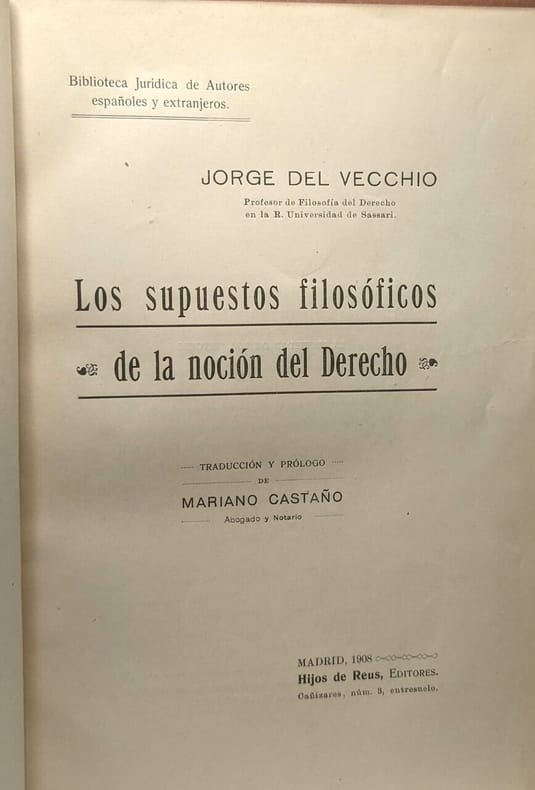 Biblioteca Juridica de Autores
españoles y extranjeros.
JORGE DEL VECCHIO
Profesor de Filosofía del Derecho
en la R. Universidad de Sassari.
Los supuestos filosóficos
de la noción del Derecho
TRADUCCIÓN Y PRÓLOGO
DE
MARIANO CASTAÑO
Abogado y Notario
MADRID, 1908
Hijos de Reus, EDITORES.
Cañizares, núm. 3, entresuelo.